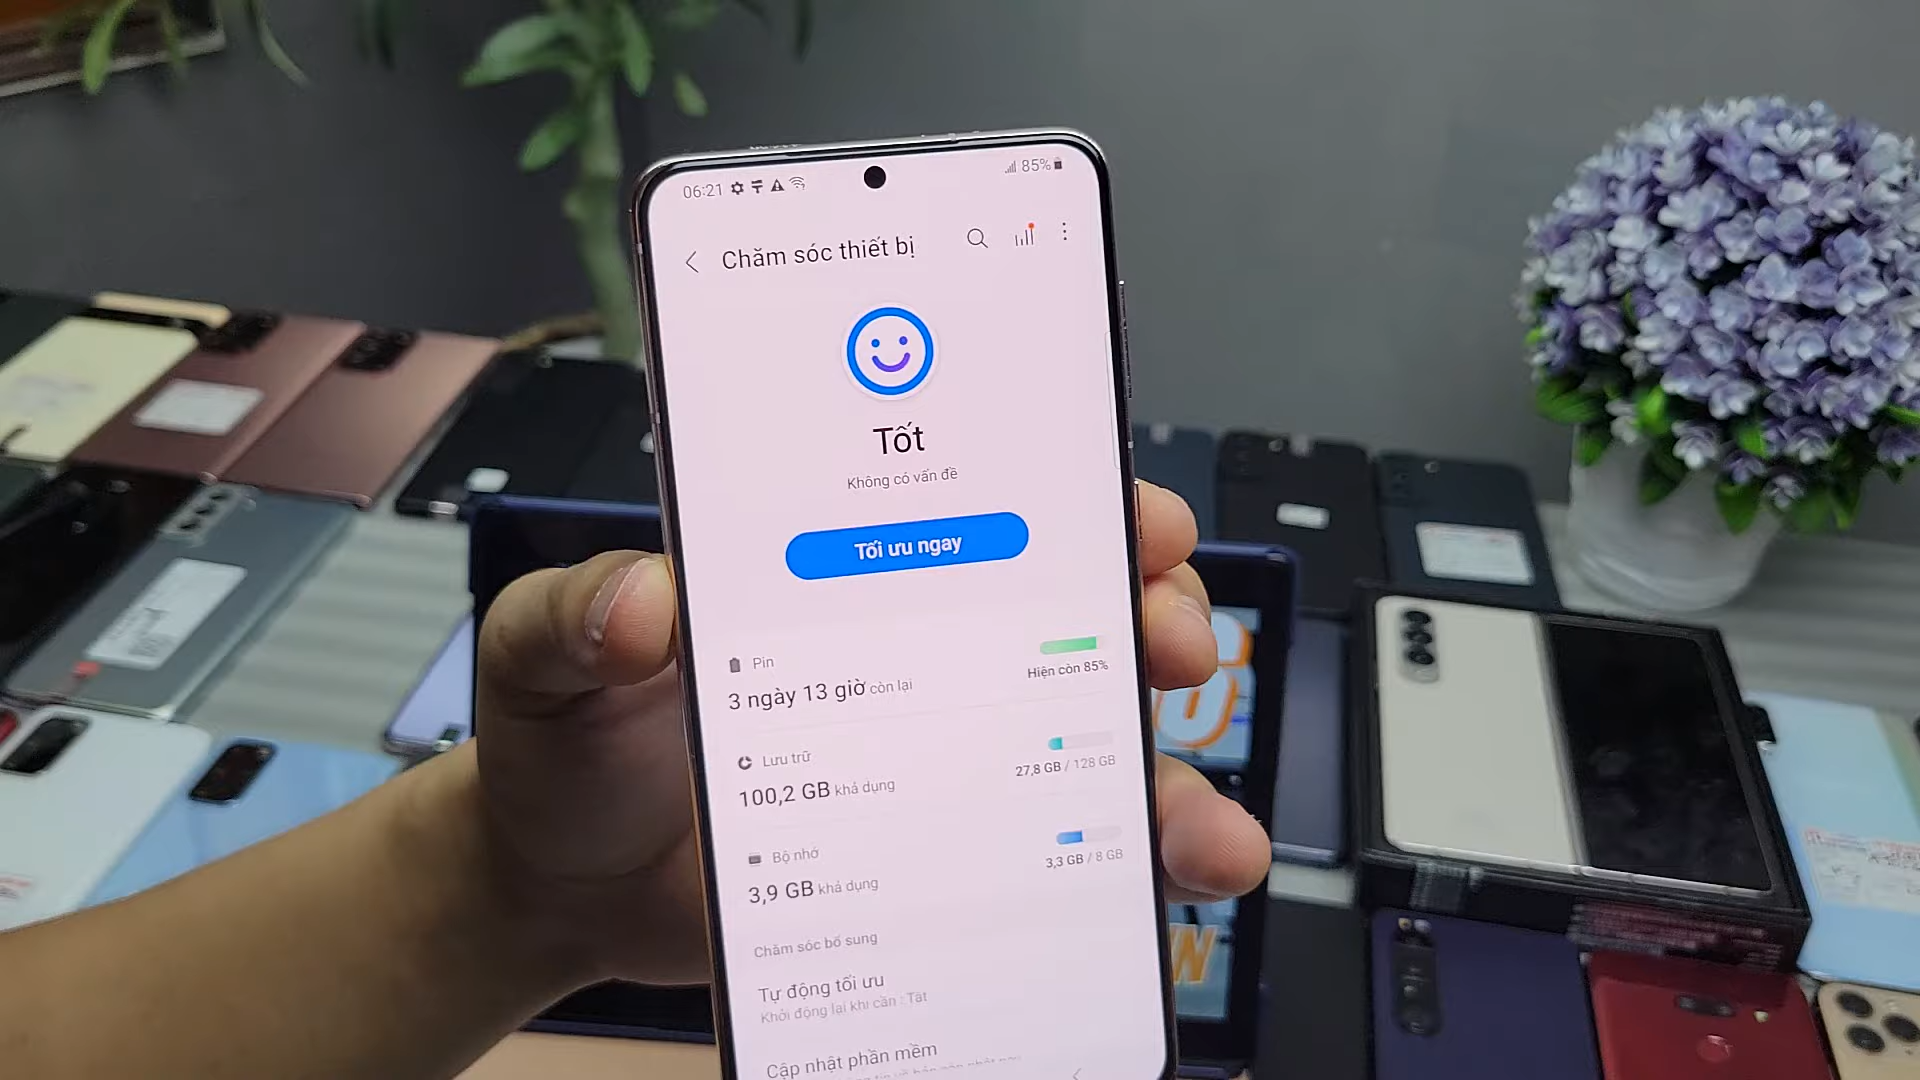 06:21
85%
Chăm sóc thiết bị
Tốt
Không có vấn đề
Tối ưu ngay
Pin
3 ngày 13 giờ còn lại
Hiện còn 85%
Lưu trữ
100,2 GB khả dụng
27,8 GB / 128 GB
Bộ nhớ
3,9 GB khả dụng
3,3 GB / 8 GB
Chăm sóc bổ sung
Tự động tối ưu
Khởi động lại khi cần : Tắt
Cập nhật phần mềm